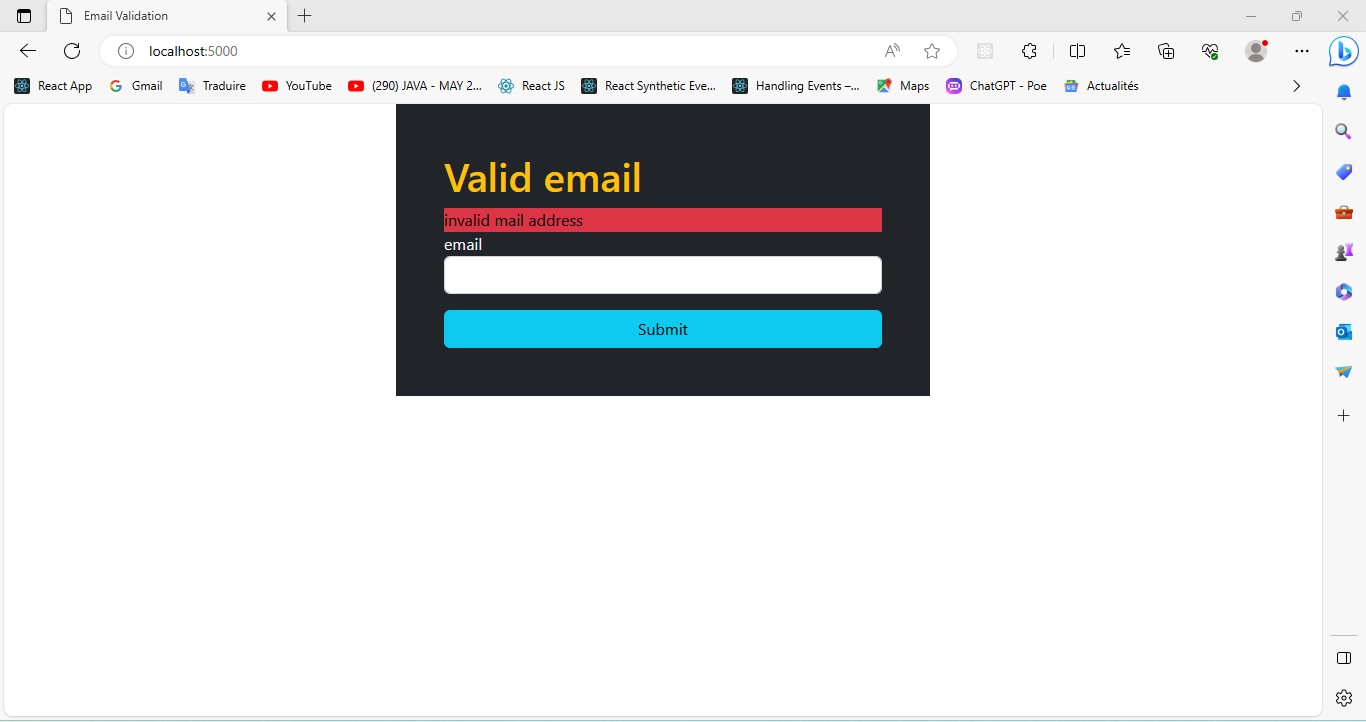 Email Validation
localhost:5000
React App Gmail Traduire YouTube (290) JAVA - MAY 2... React JS React Synthetic Eve... Handling Events –... Maps ChatGPT - Poe Actualités
Valid email
invalid mail address
email
Submit